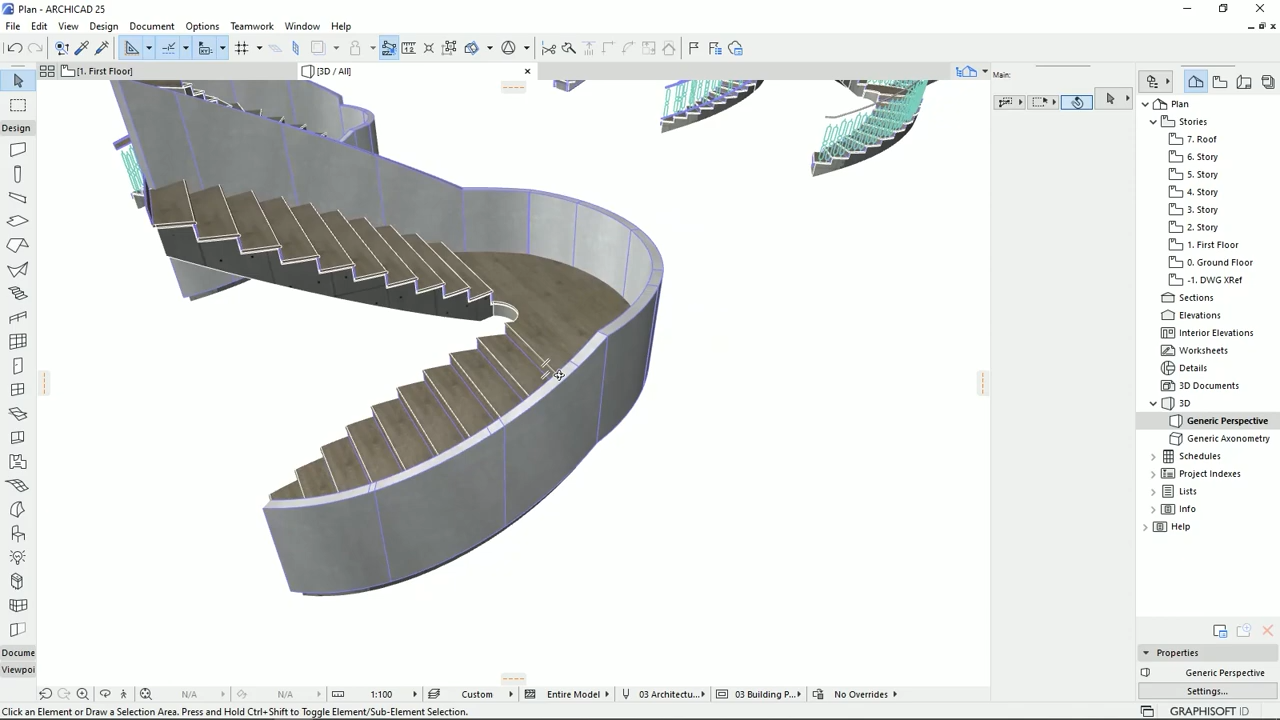 Plan - ARCHICAD 25
File Edit View Design Document Options Teamwork Window Help
[1. First Floor]
[3D / All]
Main:
Plan
Design
Stories
7. Roof
6. Story
5. Story
4. Story
3. Story
2. Story
1. First Floor
0. Ground Floor
-1. DWG XRef
Sections
Elevations
Interior Elevations
Worksheets
Details
3D Documents
3D
Generic Perspective
Generic Axonometry
Schedules
Project Indexes
Lists
Info
Help
Docume
Viewpoi
Properties
Generic Perspective
Settings...
N/A N/A 1:100 Custom Entire Model 03 Architectu... 03 Building P... No Overrides
Click an Element or Draw a Selection Area. Press and Hold Ctrl+Shift to Toggle Element/Sub-Element Selection.
GRAPHISOFT ID